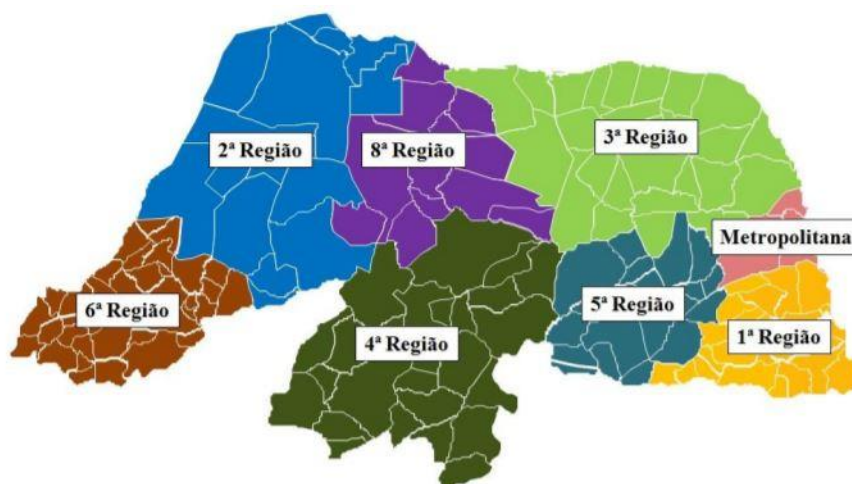 2ª Região
8ª Região
3ª Região
Metropolitana
6ª Região
4ª Região
5ª Região
1ª Região